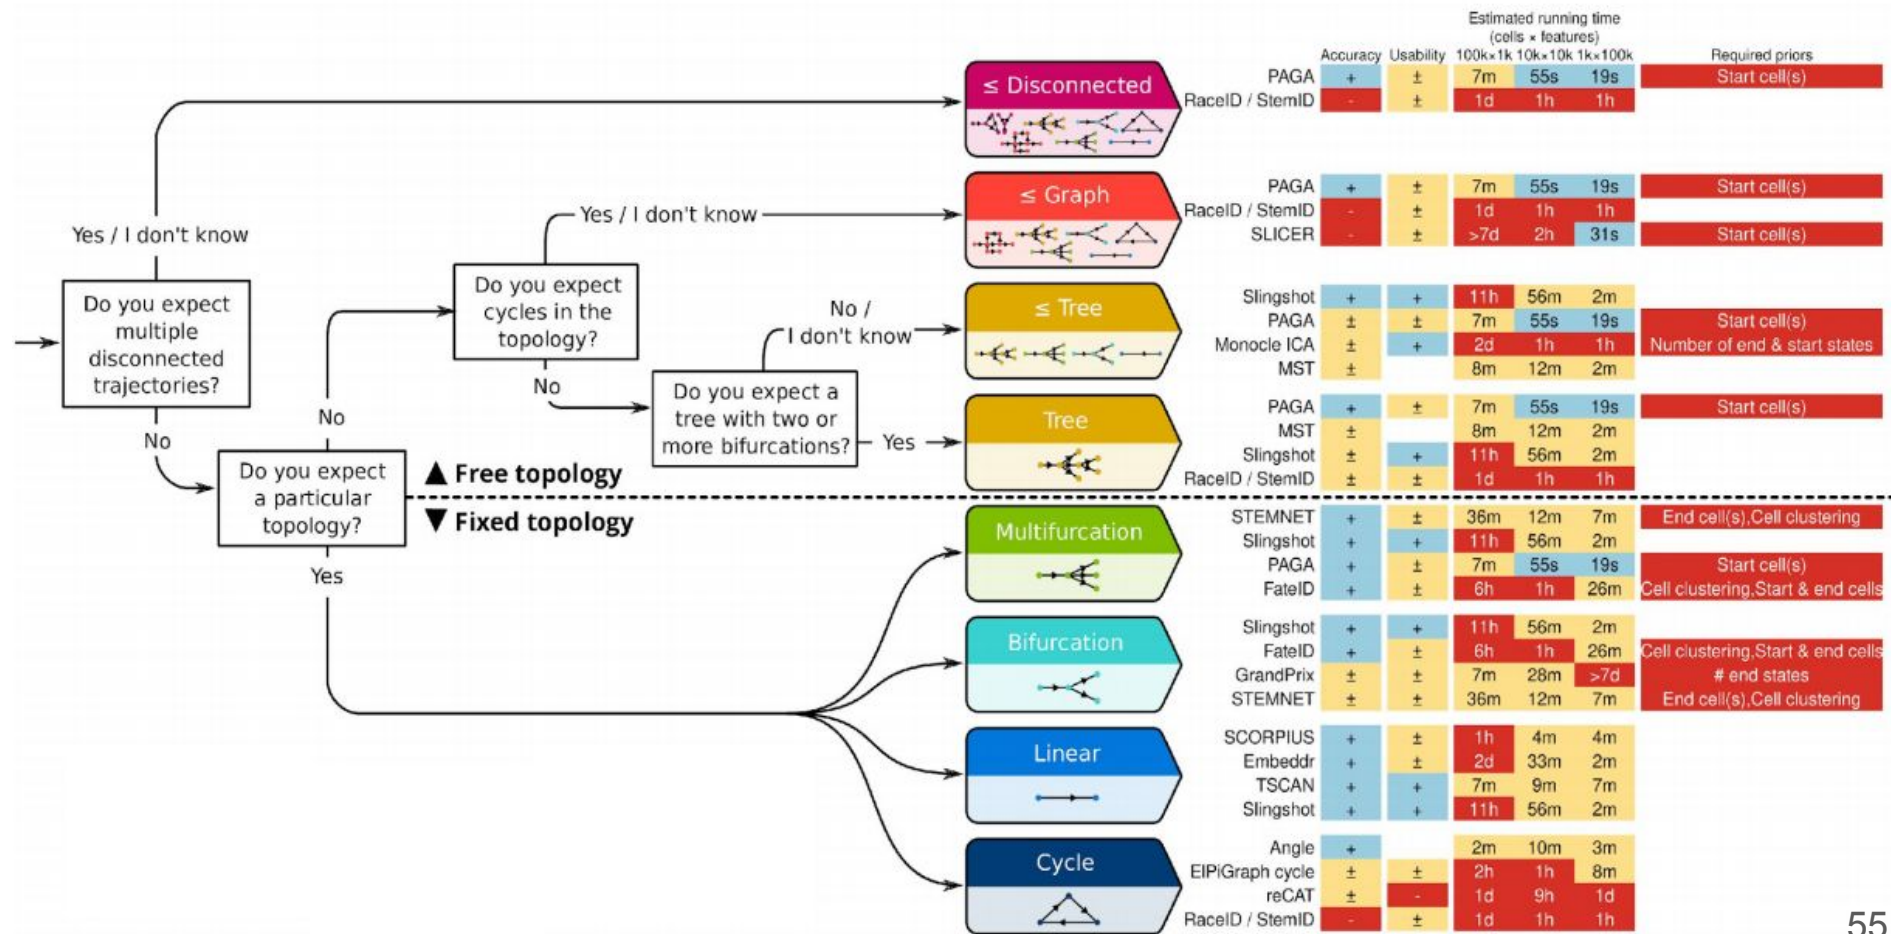 Estimated running time
(cells × features)
Accuracy Usability 100k×1k 10k×10k 1k×100k Required priors
≤ Disconnected
PAGA + ± 7m 55s 19s Start cell(s)
RaceID / StemID - ± 1d 1h 1h
≤ Graph
PAGA + ± 7m 55s 19s Start cell(s)
RaceID / StemID - ± 1d 1h 1h
SLICER - ± >7d 2h 31s Start cell(s)
Yes / I don't know
Yes / I don't know
Do you expect
multiple
disconnected
trajectories?
Do you expect
cycles in the
topology?
No /
I don't know
≤ Tree
Slingshot + + 11h 56m 2m
PAGA ± ± 7m 55s 19s Start cell(s)
Monocle ICA ± + 2d 1h 1h Number of end & start states
MST ± 8m 12m 2m
No
No
No
Do you expect a
tree with two or
more bifurcations?
Yes
Tree
PAGA + ± 7m 55s 19s Start cell(s)
MST ± 8m 12m 2m
Slingshot ± + 11h 56m 2m
RaceID / StemID ± ± 1d 1h 1h
Do you expect
a particular
topology?
▲ Free topology
▼ Fixed topology
Yes
Multifurcation
STEMNET + ± 36m 12m 7m End cell(s),Cell clustering
Slingshot + + 11h 56m 2m
PAGA + ± 7m 55s 19s Start cell(s)
FateID + ± 6h 1h 26m Cell clustering,Start & end cells
Bifurcation
Slingshot + + 11h 56m 2m
FateID + ± 6h 1h 26m Cell clustering,Start & end cells
GrandPrix ± ± 7m 28m >7d # end states
STEMNET ± ± 36m 12m 7m End cell(s),Cell clustering
Linear
SCORPIUS + ± 1h 4m 4m
Embeddr + ± 2d 33m 2m
TSCAN + + 7m 9m 7m
Slingshot + + 11h 56m 2m
Cycle
Angle + 2m 10m 3m
ElPiGraph cycle ± ± 2h 1h 8m
reCAT ± - 1d 9h 1d
RaceID / StemID - ± 1d 1h 1h
55